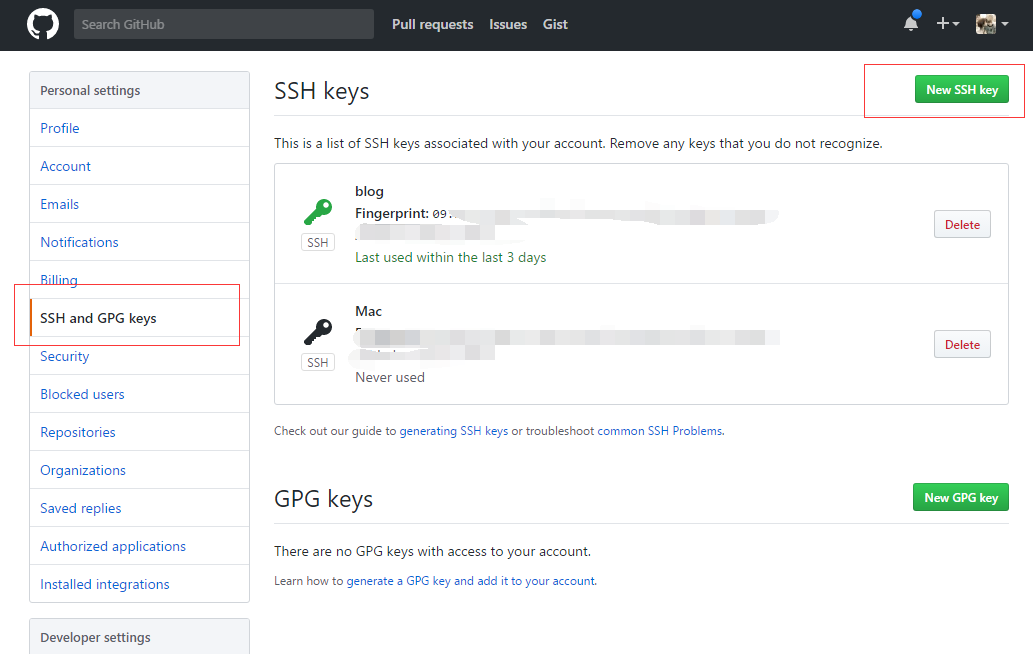 Search GitHub
Pull requests Issues Gist
Personal settings
Profile
Account
Emails
Notifications
Billing
SSH and GPG keys
Security
Blocked users
Repositories
Organizations
Saved replies
Authorized applications
Installed integrations
Developer settings
SSH keys
New SSH key
This is a list of SSH keys associated with your account. Remove any keys that you do not recognize.
blog
Fingerprint: 09:
SSH
Last used within the last 3 days
Delete
Mac
SSH
Never used
Delete
Check out our guide to generating SSH keys or troubleshoot common SSH Problems.
GPG keys
New GPG key
There are no GPG keys with access to your account.
Learn how to generate a GPG key and add it to your account.